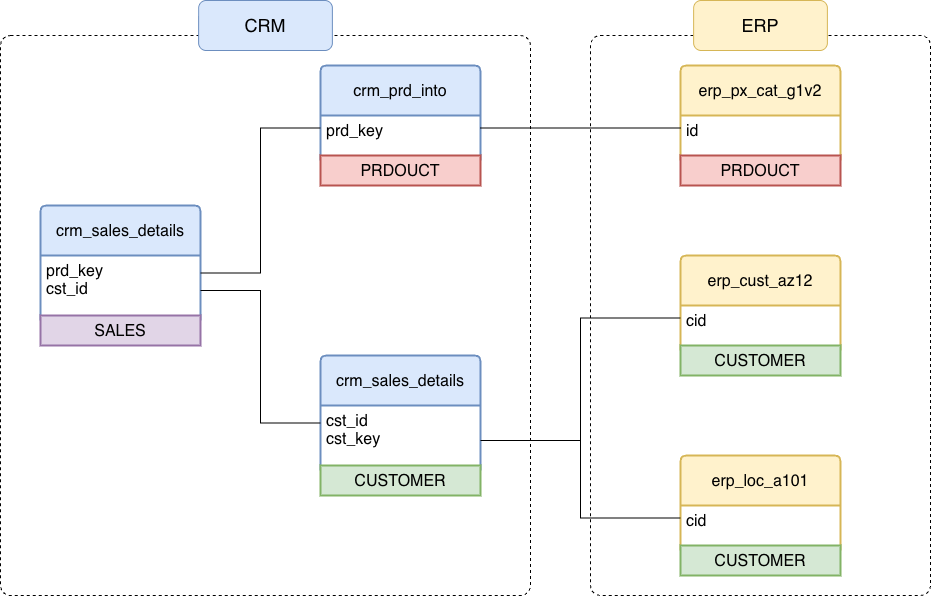 CRM
ERP
crm_prd_into
prd_key
PRDOUCT
erp_px_cat_g1v2
id
PRDOUCT
crm_sales_details
prd_key
cst_id
SALES
erp_cust_az12
cid
CUSTOMER
crm_sales_details
cst_id
cst_key
CUSTOMER
erp_loc_a101
cid
CUSTOMER